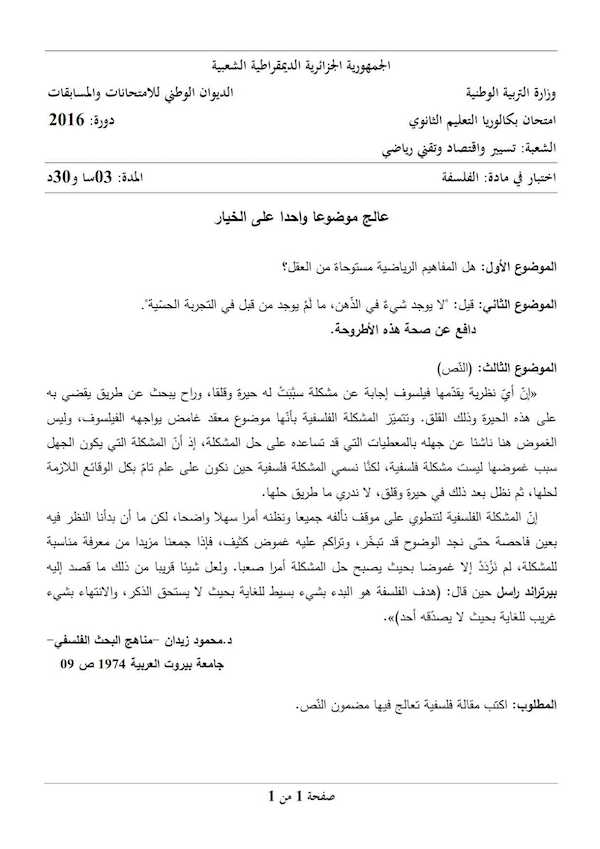 الجمهورية الجزائرية الديمقراطية الشعبية
وزارة التربية الوطنية الديوان الوطني للامتحانات والمسابقات
امتحان بكالوريا التعليم الثانوي دورة: 2016
الشعبة: تسيير واقتصاد وتقني رياضي
اختبار في مادة: الفلسفة المدة: 03سا و30د
عالج موضوعا واحدا على الخيار
الموضوع الأول: هل المفاهيم الرياضية مستوحاة من العقل؟
الموضوع الثاني: قيل: "لا يوجد شيءٌ في الذّهن، ما لَمْ يوجد من قبل في التجربة الحسّية".
دافع عن صحة هذه الأطروحة.
الموضوع الثالث: (النّص)
«إنّ أيّ نظرية يقدّمها فيلسوف إجابة عن مشكلة سبّبَتْ له حيرة وقلقا، وراح يبحث عن طريق يقضي به
على هذه الحيرة وذلك القلق. وتتميّز المشكلة الفلسفية بأنّها موضوع معقد غامض يواجهه الفيلسوف، وليس
الغموض هنا ناشئا عن جهله بالمعطيات التي قد تساعده على حل المشكلة، إذ أنّ المشكلة التي يكون الجهل
سبب غموضها ليست مشكلة فلسفية، لكنّا نسمي المشكلة فلسفية حين نكون على علم تامّ بكل الوقائع اللازمة
لحلها، ثم نظل بعد ذلك في حيرة وقلق، لا ندري ما طريق حلها.
إنّ المشكلة الفلسفية لتنطوي على موقف نألفه جميعا ونظنه أمرا سهلا واضحا، لكن ما أن بدأنا النظر فيه
بعين فاحصة حتى نجد الوضوح قد تبخّر، وتراكم عليه غموض كثيف، فإذا جمعنا مزيدا من معرفة مناسبة
للمشكلة، لم نَزْدَدْ إلا غموضا بحيث يصبح حل المشكلة أمرا صعبا. ولعل شيئا قريبا من ذلك ما قصد إليه
بيرتراند راسل حين قال: (هدف الفلسفة هو البدء بشيء بسيط للغاية بحيث لا يستحق الذكر، والانتهاء بشيء
غريب للغاية بحيث لا يصدّقه أحد)».
د.محمود زيدان -مناهج البحث الفلسفي-
جامعة بيروت العربية 1974 ص 09
المطلوب: اكتب مقالة فلسفية تعالج فيها مضمون النّص.
صفحة 1 من 1